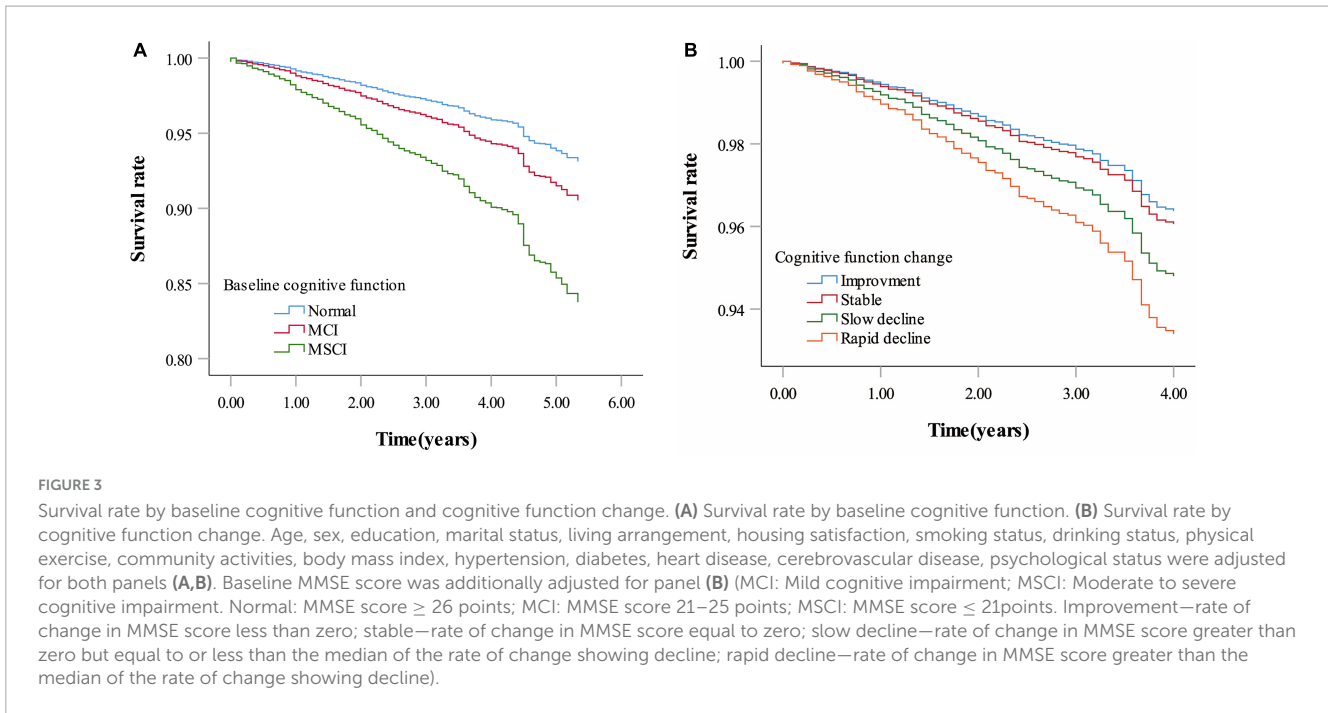 A
1.00
0.95
0.90
0.85
0.80
Survival rate
Baseline cognitive function
Normal
MCI
MSCI
0.00 1.00 2.00 3.00 4.00 5.00 6.00
Time(years)
B
1.00
0.98
0.96
0.94
Survival rate
Cognitive function change
Improvment
Stable
Slow decline
Rapid decline
0.00 1.00 2.00 3.00 4.00
Time(years)
FIGURE 3
Survival rate by baseline cognitive function and cognitive function change. (A) Survival rate by baseline cognitive function. (B) Survival rate by
cognitive function change. Age, sex, education, marital status, living arrangement, housing satisfaction, smoking status, drinking status, physical
exercise, community activities, body mass index, hypertension, diabetes, heart disease, cerebrovascular disease, psychological status were adjusted
for both panels (A,B). Baseline MMSE score was additionally adjusted for panel (B) (MCI: Mild cognitive impairment; MSCI: Moderate to severe
cognitive impairment. Normal: MMSE score ≥ 26 points; MCI: MMSE score 21–25 points; MSCI: MMSE score ≤ 21points. Improvement—rate of
change in MMSE score less than zero; stable—rate of change in MMSE score equal to zero; slow decline—rate of change in MMSE score greater than
zero but equal to or less than the median of the rate of change showing decline; rapid decline—rate of change in MMSE score greater than the
median of the rate of change showing decline).